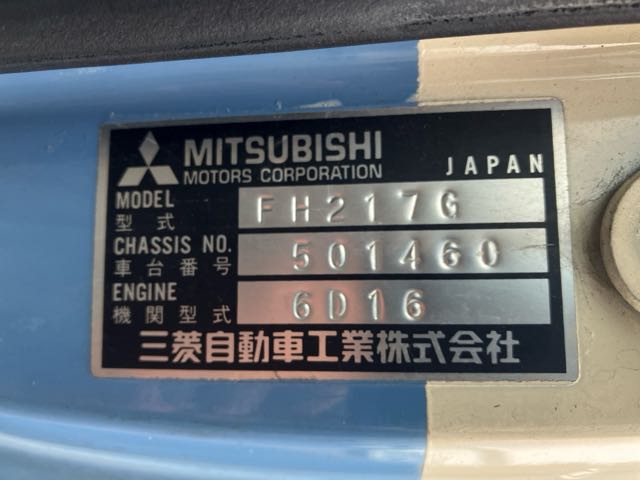 MITSUBISHI
MOTORS CORPORATION JAPAN
MODEL FH217G
型式
CHASSIS NO. 501460
車台番号
ENGINE 6D16
機関型式
三菱自動車工業株式会社